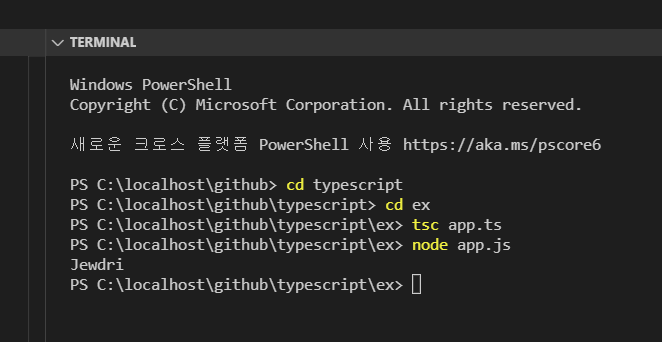 TERMINAL
Windows PowerShell
Copyright (C) Microsoft Corporation. All rights reserved.
새로운 크로스 플랫폼 PowerShell 사용 https://aka.ms/pscore6
PS C:\localhost\github> cd typescript
PS C:\localhost\github\typescript> cd ex
PS C:\localhost\github\typescript\ex> tsc app.ts
PS C:\localhost\github\typescript\ex> node app.js
Jewdri
PS C:\localhost\github\typescript\ex>